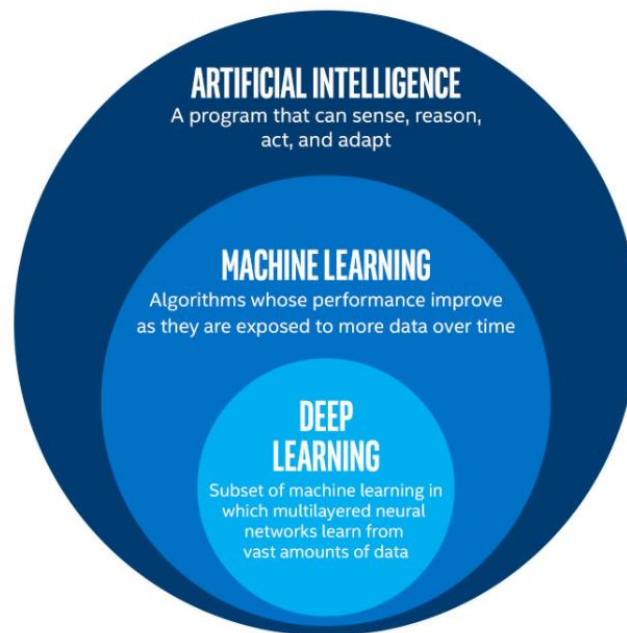 ARTIFICIAL INTELLIGENCE
A program that can sense, reason,
act, and adapt
MACHINE LEARNING
Algorithms whose performance improve
as they are exposed to more data over time
DEEP
LEARNING
Subset of machine learning in
which multilayered neural
networks learn from
vast amounts of data